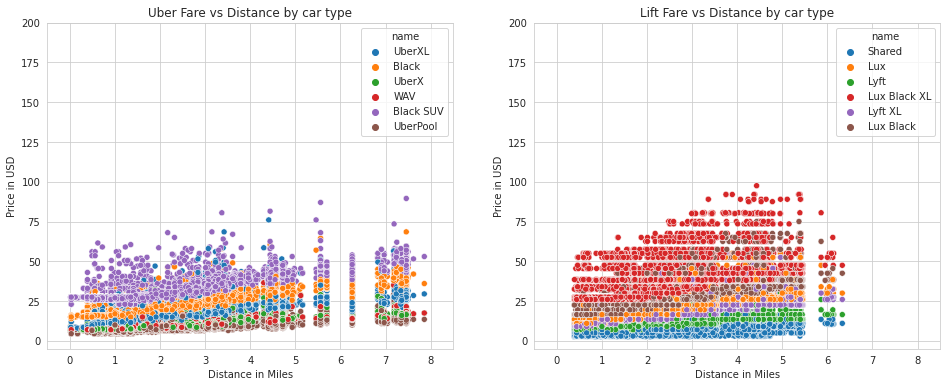 Uber Fare vs Distance by car type
200
175
150
125
100
75
50
25
0
Price in USD
name
UberXL
Black
UberX
WAV
Black SUV
UberPool
0 1 2 3 4 5 6 7 8
Distance in Miles
Lift Fare vs Distance by car type
200
175
150
125
100
75
50
25
0
Price in USD
name
Shared
Lux
Lyft
Lux Black XL
Lyft XL
Lux Black
0 1 2 3 4 5 6 7 8
Distance in Miles